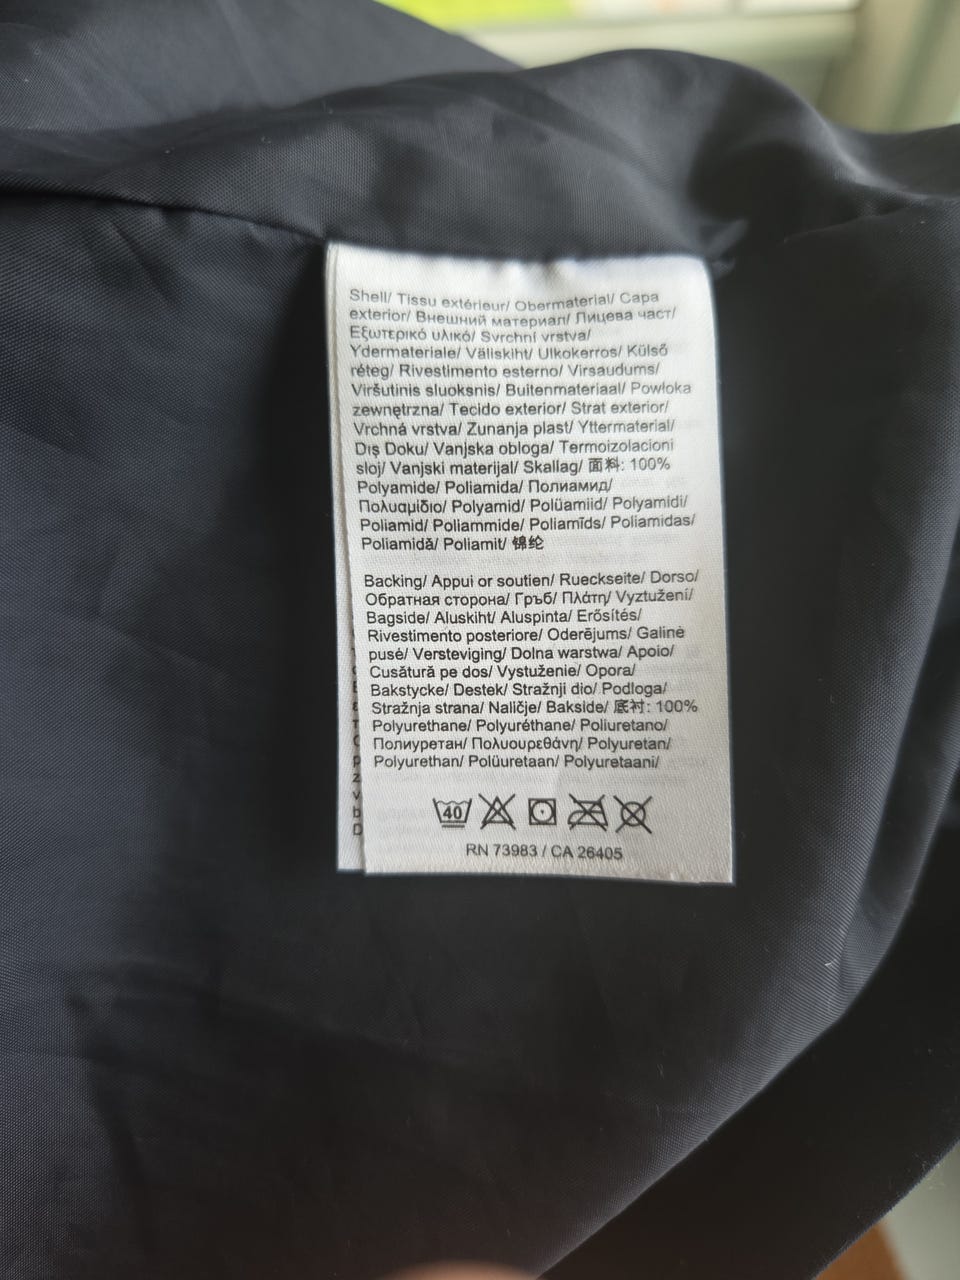 Shell/ Tissu extérieur/ Obermaterial/ Capa
exterior/ Внешний материал/ Лицева част/
Εξωτερικό υλικό/ Svrchní vrstva/
Ydermateriale/ Väliskiht/ Ulkokerros/ Külső
réteg/ Rivestimento esterno/ Virsaudums/
Viršutinis sluoksnis/ Buitenmateriaal/ Powłoka
zewnętrzna/ Tecido exterior/ Strat exterior/
Vrchná vrstva/ Zunanja plast/ Yttermaterial/
Dış Doku/ Vanjska obloga/ Termoizolacioni
sloj/ Vanjski materijal/ Skallag/ 面料: 100%
Polyamide/ Poliamida/ Полиамид/
Πολυαμίδιο/ Polyamid/ Polüamiid/ Polyamidi/
Poliamid/ Poliammide/ Poliamīds/ Poliamidas/
Poliamidă/ Poliamit/ 锦纶
Backing/ Appui or soutien/ Rueckseite/ Dorso/
Обратная сторона/ Гръб/ Πλάτη/ Vyztužení/
Bagside/ Aluskiht/ Aluspinta/ Erősítés/
Rivestimento posteriore/ Oderējums/ Galinė
pusė/ Versteviging/ Dolna warstwa/ Apoio/
Cusătură pe dos/ Vystuženie/ Opora/
Bakstycke/ Destek/ Stražnji dio/ Podloga/
Stražnja strana/ Naličje/ Bakside/ 底衬: 100%
Polyurethane/ Polyuréthane/ Poliuretano/
Полиуретан/ Πολυουρεθάνη/ Polyuretan/
Polyurethan/ Polüuretaan/ Polyuretaani/
40
RN 73983 / CA 26405